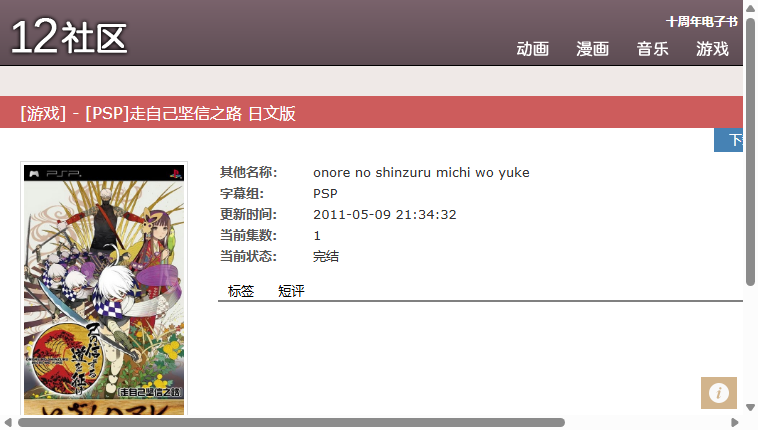 12社区
十周年电子书
动画 漫画 音乐 游戏
[游戏] - [PSP]走自己坚信之路 日文版
PSP
己の信ずる
道を征け
[走自己坚信之路]
其他名称: onore no shinzuru michi wo yuke
字幕组: PSP
更新时间: 2011-05-09 21:34:32
当前集数: 1
当前状态: 完结
标签 短评